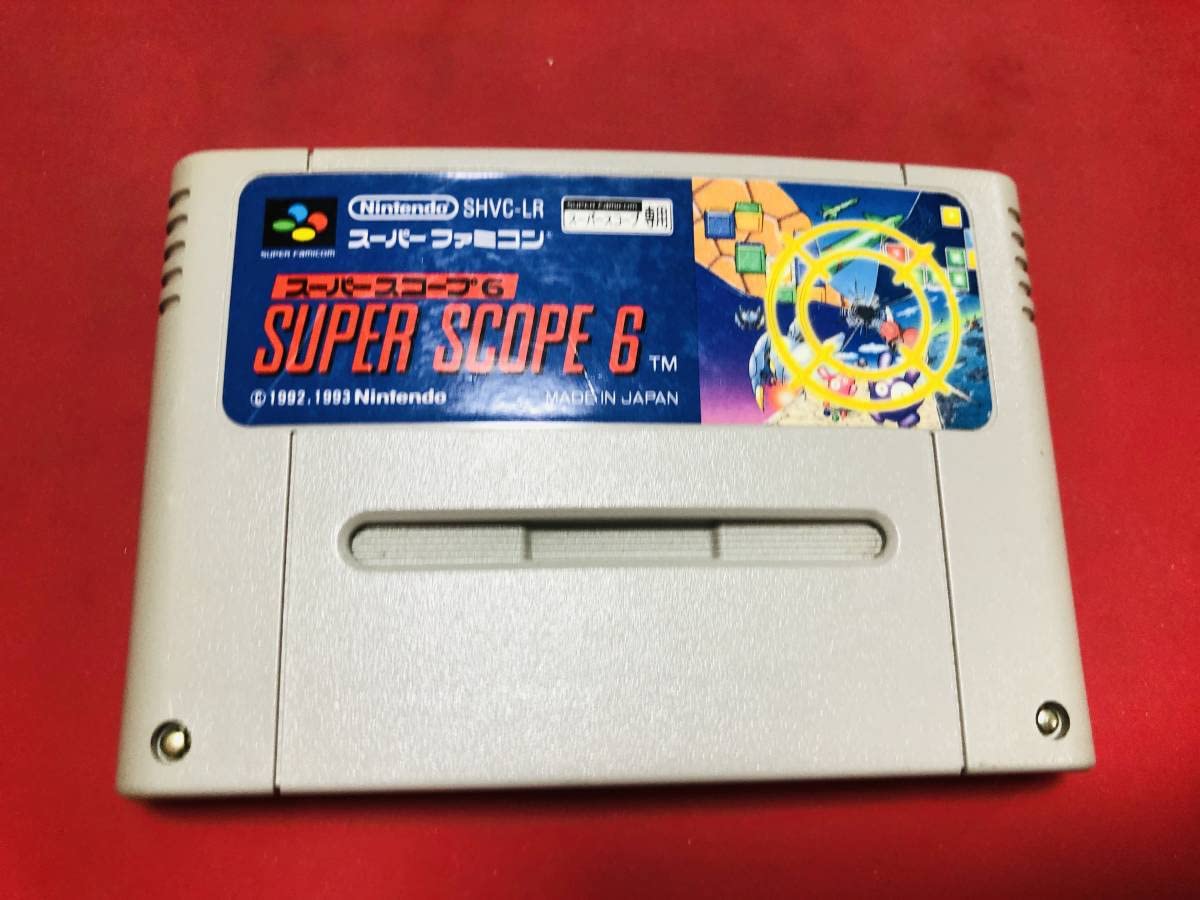 SUPER FAMICOM
Nintendo SHVC-LR
スーパーファミコン
Super Famicom
スーパースコープ専用
スーパースコープ6
SUPER SCOPE 6 TM
©1992,1993 Nintendo MADE IN JAPAN